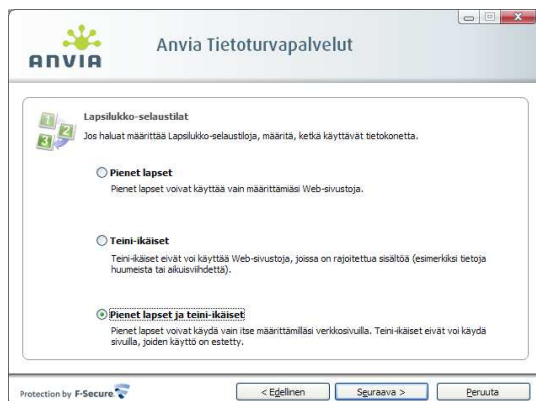 ANVIA
Anvia Tietoturvapalvelut
1
2
3
Lapsilukko-selaustilat
Jos haluat määrittää Lapsilukko-selaustiloja, määritä, ketkä käyttävät tietokonetta.
Pienet lapset
Pienet lapset voivat käyttää vain määrittämiäsi Web-sivustoja.
Teini-ikäiset
Teini-ikäiset eivät voi käyttää Web-sivustoja, joissa on rajoitettua sisältöä (esimerkiksi tietoja
huumeista tai aikuisviihdettä).
Pienet lapset ja teini-ikäiset
Pienet lapset voivat käydä vain itse määrittämilläsi verkkosivuilla. Teini-ikäiset eivät voi käydä
sivuilla, joiden käyttö on estetty.
Protection by F-Secure.
< Edellinen
Seuraava >
Peruuta